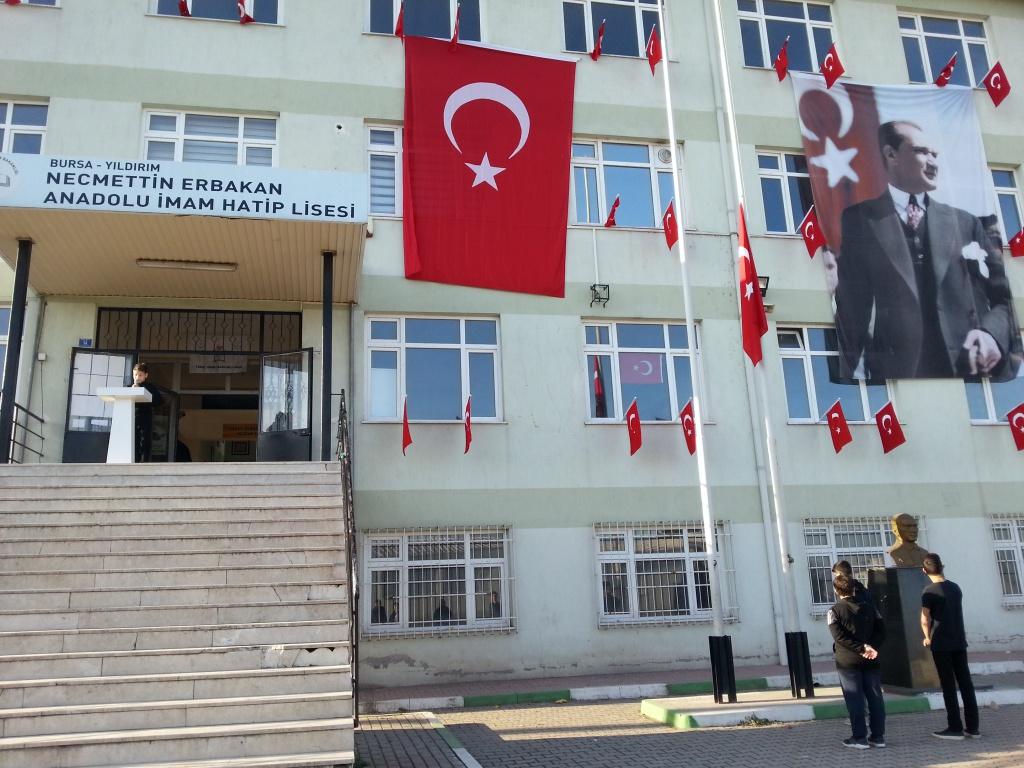 BURSA - YILDIRIM
NECMETTİN ERBAKAN
ANADOLU İMAM HATİP LİSESİ